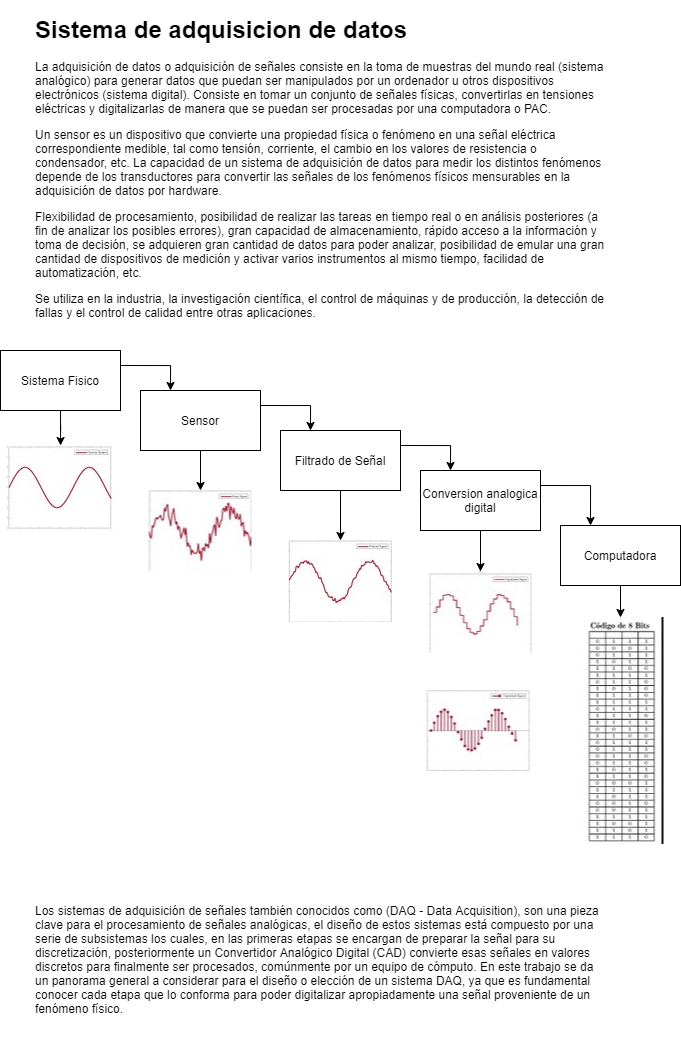 Sistema de adquisicion de datos
La adquisición de datos o adquisición de señales consiste en la toma de muestras del mundo real (sistema
analógico) para generar datos que puedan ser manipulados por un ordenador u otros dispositivos
electrónicos (sistema digital). Consiste en tomar un conjunto de señales físicas, convertirlas en tensiones
eléctricas y digitalizarlas de manera que se puedan ser procesadas por una computadora o PAC.
Un sensor es un dispositivo que convierte una propiedad física o fenómeno en una señal eléctrica
correspondiente medible, tal como tensión, corriente, el cambio en los valores de resistencia o
condensador, etc. La capacidad de un sistema de adquisición de datos para medir los distintos fenómenos
depende de los transductores para convertir las señales de los fenómenos físicos mensurables en la
adquisición de datos por hardware.
Flexibilidad de procesamiento, posibilidad de realizar las tareas en tiempo real o en análisis posteriores (a
fin de analizar los posibles errores), gran capacidad de almacenamiento, rápido acceso a la información y
toma de decisión, se adquieren gran cantidad de datos para poder analizar, posibilidad de emular una gran
cantidad de dispositivos de medición y activar varios instrumentos al mismo tiempo, facilidad de
automatización, etc.
Se utiliza en la industria, la investigación científica, el control de máquinas y de producción, la detección de
fallas y el control de calidad entre otras aplicaciones.
Sistema Fisico
Sensor
Filtrado de Señal
Conversion analogica
digital
Computadora
Código de 8 Bits
Los sistemas de adquisición de señales también conocidos como (DAQ - Data Acquisition), son una pieza
clave para el procesamiento de señales analógicas, el diseño de estos sistemas está compuesto por una
serie de subsistemas los cuales, en las primeras etapas se encargan de preparar la señal para su
discretización, posteriormente un Convertidor Analógico Digital (CAD) convierte esas señales en valores
discretos para finalmente ser procesados, comúnmente por un equipo de cómputo. En este trabajo se da
un panorama general a considerar para el diseño o elección de un sistema DAQ, ya que es fundamental
conocer cada etapa que lo conforma para poder digitalizar apropiadamente una señal proveniente de un
fenómeno físico.